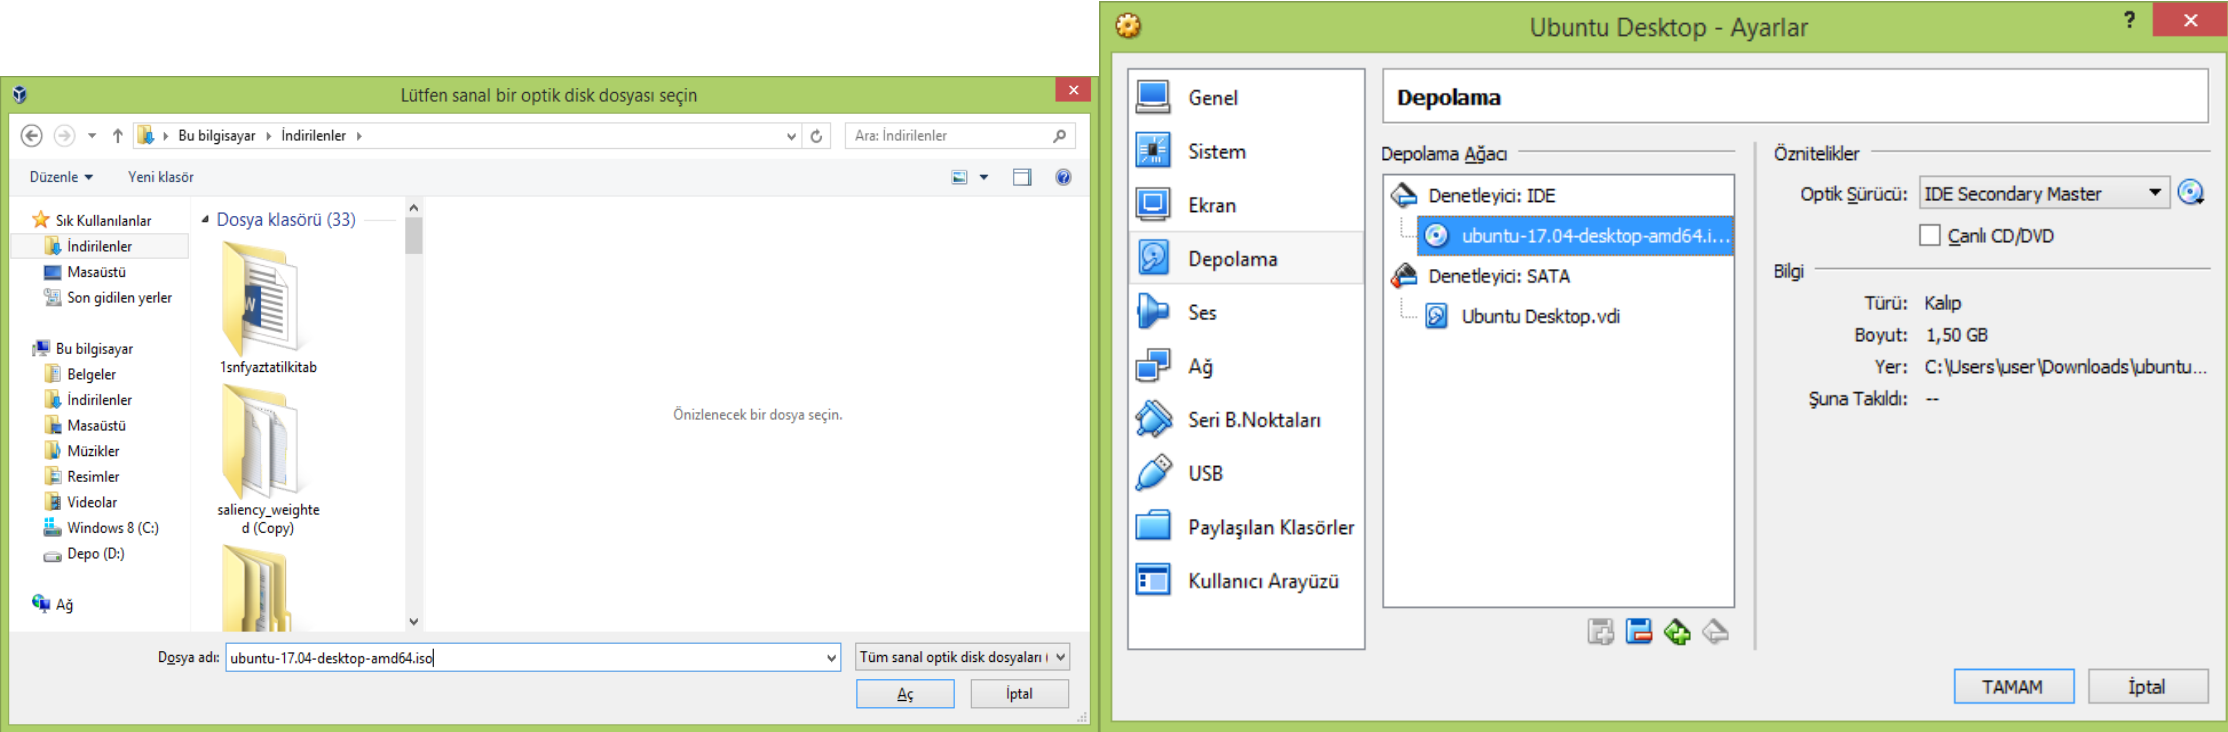 Lütfen sanal bir optik disk dosyası seçin
Bu bilgisayar İndirilenler
Ara: İndirilenler
Düzenle
Yeni klasör
Sık Kullanılanlar
İndirilenler
Masaüstü
Son gidilen yerler
Bu bilgisayar
Belgeler
İndirilenler
Masaüstü
Müzikler
Resimler
Videolar
Windows 8 (C:)
Depo (D:)
Ağ
Dosya klasörü (33)
1snfyaztatilkitab
saliency_weighte
d (Copy)
Önizlenecek bir dosya seçin.
Dosya adı: ubuntu-17.04-desktop-amd64.iso
Tüm sanal optik disk dosyaları (
Aç
İptal
Ubuntu Desktop - Ayarlar
?
Genel
Sistem
Ekran
Depolama
Ses
Ağ
Seri B.Noktaları
USB
Paylaşılan Klasörler
Kullanıcı Arayüzü
Depolama
Depolama Ağacı
Denetleyici: IDE
ubuntu-17.04-desktop-amd64.i...
Denetleyici: SATA
Ubuntu Desktop.vdi
Öznitelikler
Optik Sürücü: IDE Secondary Master
Canlı CD/DVD
Bilgi
Türü: Kalıp
Boyut: 1,50 GB
Yer: C:\Users\user\Downloads\ubuntu...
Şuna Takıldı: --
TAMAM
İptal